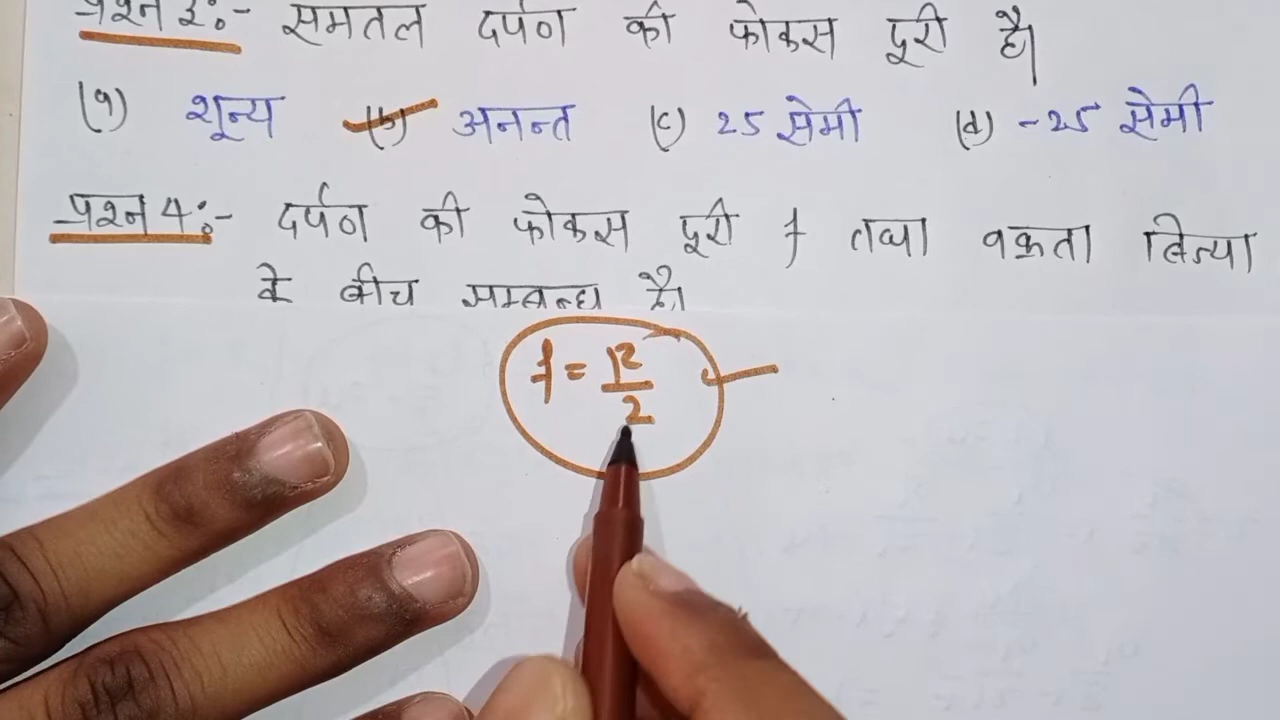 प्रश्न 3:- समतल दर्पण की फोकस दूरी है।
(a) शून्य (b) अनन्त (c) 25 सेमी (d) -25 सेमी
प्रश्न 4:- दर्पण की फोकस दूरी f तथा वक्रता त्रिज्या
के बीच सम्बन्ध है।
f = R
2